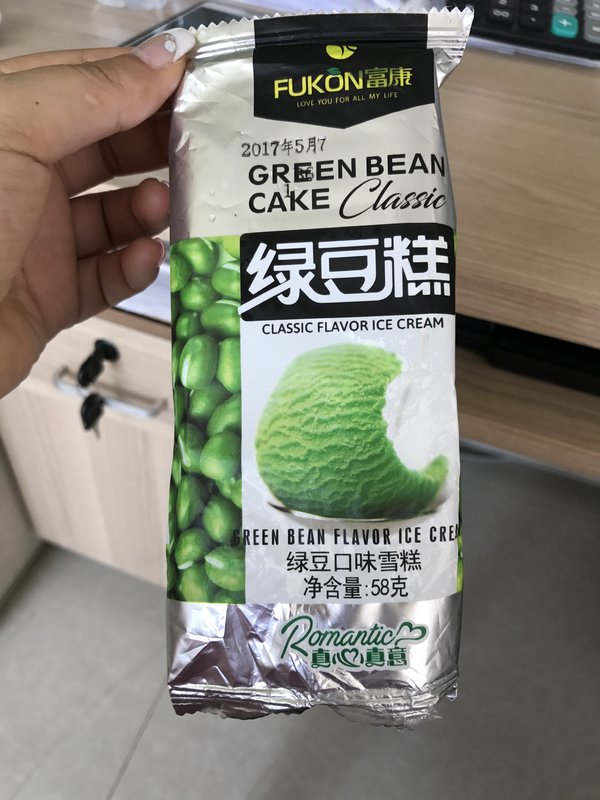 FUKON富康
LOVE YOU FOR ALL MY LIFE
2017年5月7
GREEN BEAN
CAKE Classic
绿豆糕
CLASSIC FLAVOR ICE CREAM
GREEN BEAN FLAVOR ICE CREA
绿豆口味雪糕
净含量:58克
Romantic
真心真意